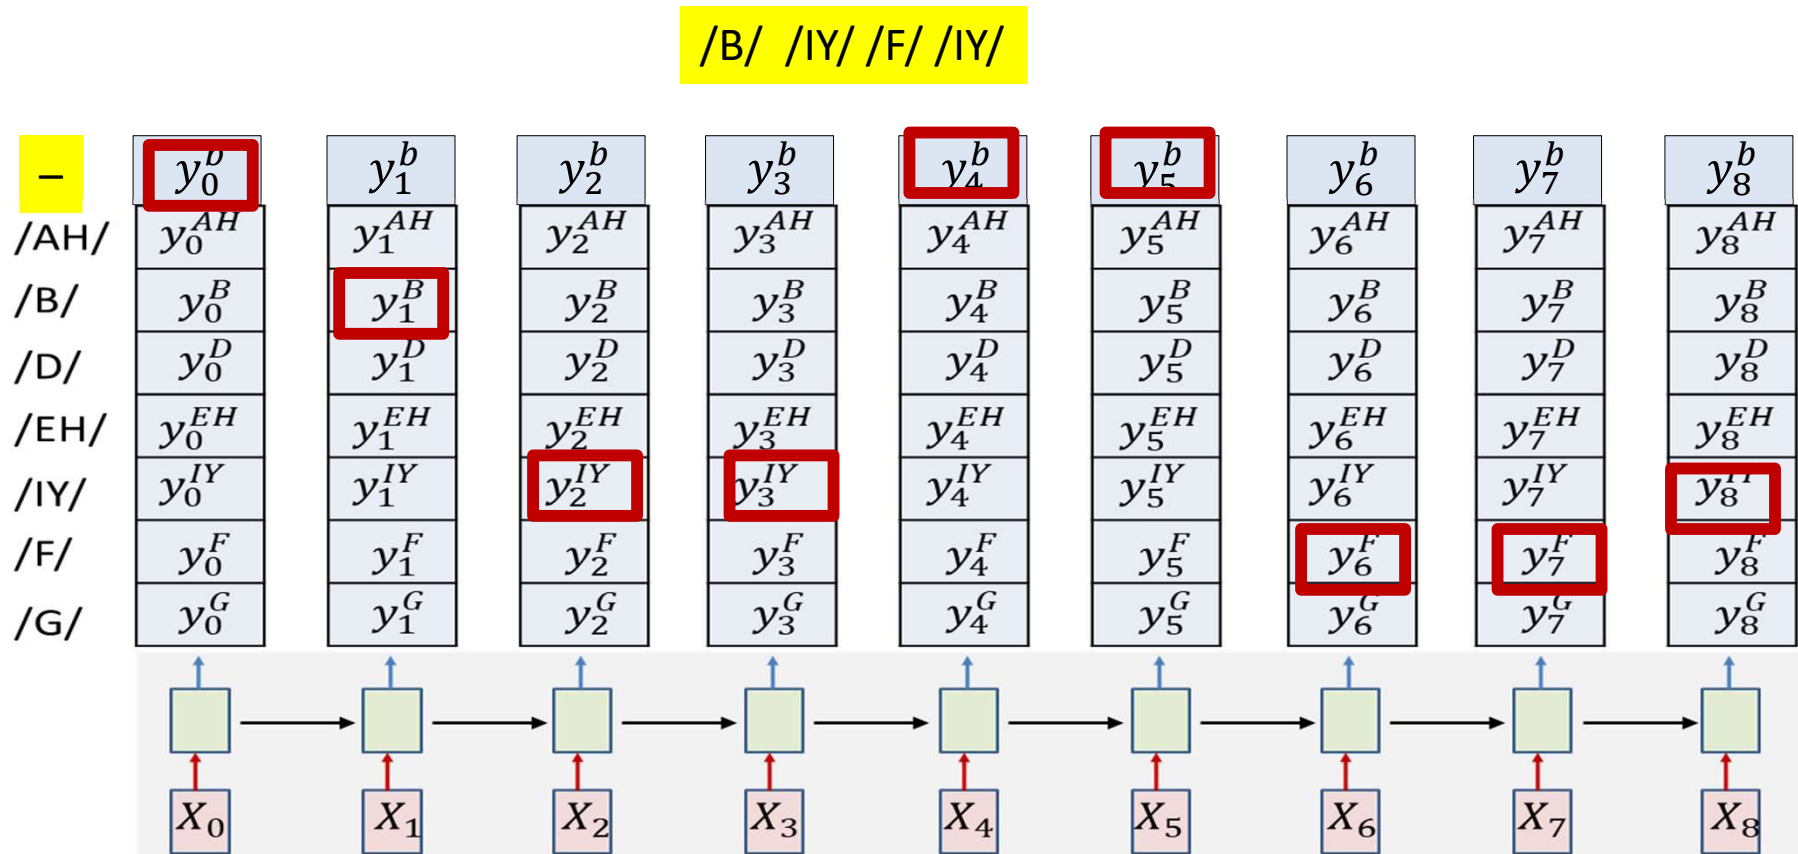 /B/ /IY/ /F/ /IY/
– y_0^b y_1^b y_2^b y_3^b y_4^b y_5^b y_6^b y_7^b y_8^b
/AH/ y_0^{AH} y_1^{AH} y_2^{AH} y_3^{AH} y_4^{AH} y_5^{AH} y_6^{AH} y_7^{AH} y_8^{AH}
/B/ y_0^B y_1^B y_2^B y_3^B y_4^B y_5^B y_6^B y_7^B y_8^B
/D/ y_0^D y_1^D y_2^D y_3^D y_4^D y_5^D y_6^D y_7^D y_8^D
/EH/ y_0^{EH} y_1^{EH} y_2^{EH} y_3^{EH} y_4^{EH} y_5^{EH} y_6^{EH} y_7^{EH} y_8^{EH}
/IY/ y_0^{IY} y_1^{IY} y_2^{IY} y_3^{IY} y_4^{IY} y_5^{IY} y_6^{IY} y_7^{IY} y_8^{IY}
/F/ y_0^F y_1^F y_2^F y_3^F y_4^F y_5^F y_6^F y_7^F y_8^F
/G/ y_0^G y_1^G y_2^G y_3^G y_4^G y_5^G y_6^G y_7^G y_8^G
X_0 X_1 X_2 X_3 X_4 X_5 X_6 X_7 X_8